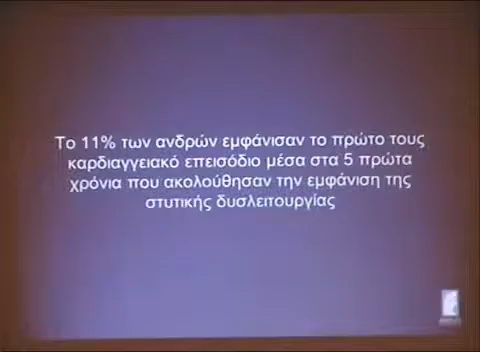 Το 11% των ανδρών εμφάνισαν το πρώτο τους
καρδιαγγειακό επεισόδιο μέσα στα 5 πρώτα
χρόνια που ακολούθησαν την εμφάνιση της
στυτικής δυσλειτουργίας